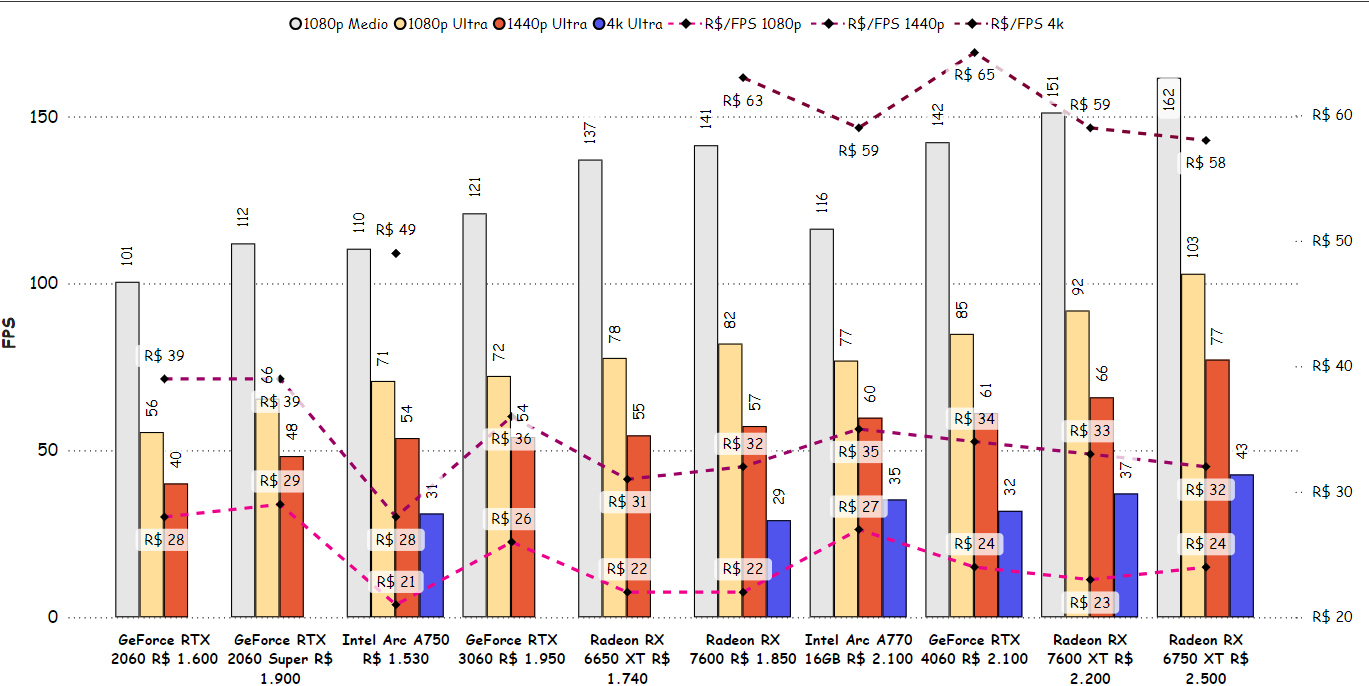 1080p Medio 1080p Ultra 1440p Ultra 4k Ultra R$/FPS 1080p R$/FPS 1440p R$/FPS 4k
FPS
150
100
50
0
R$ 60
R$ 50
R$ 40
R$ 30
R$ 20
101
56
40
R$ 39
R$ 28
112
66
48
R$ 39
R$ 29
110
71
54
31
R$ 49
R$ 28
R$ 21
121
72
54
R$ 36
R$ 26
137
78
55
R$ 31
R$ 22
141
82
57
29
R$ 63
R$ 32
R$ 22
116
77
60
35
R$ 59
R$ 35
R$ 27
142
85
61
32
R$ 65
R$ 34
R$ 24
151
92
66
37
R$ 59
R$ 33
R$ 23
162
103
77
43
R$ 58
R$ 32
R$ 24
GeForce RTX
2060 R$ 1.600
GeForce RTX
2060 Super R$
1.900
Intel Arc A750
R$ 1.530
GeForce RTX
3060 R$ 1.950
Radeon RX
6650 XT R$
1.740
Radeon RX
7600 R$ 1.850
Intel Arc A770
16GB R$ 2.100
GeForce RTX
4060 R$ 2.100
Radeon RX
7600 XT R$
2.200
Radeon RX
6750 XT R$
2.500